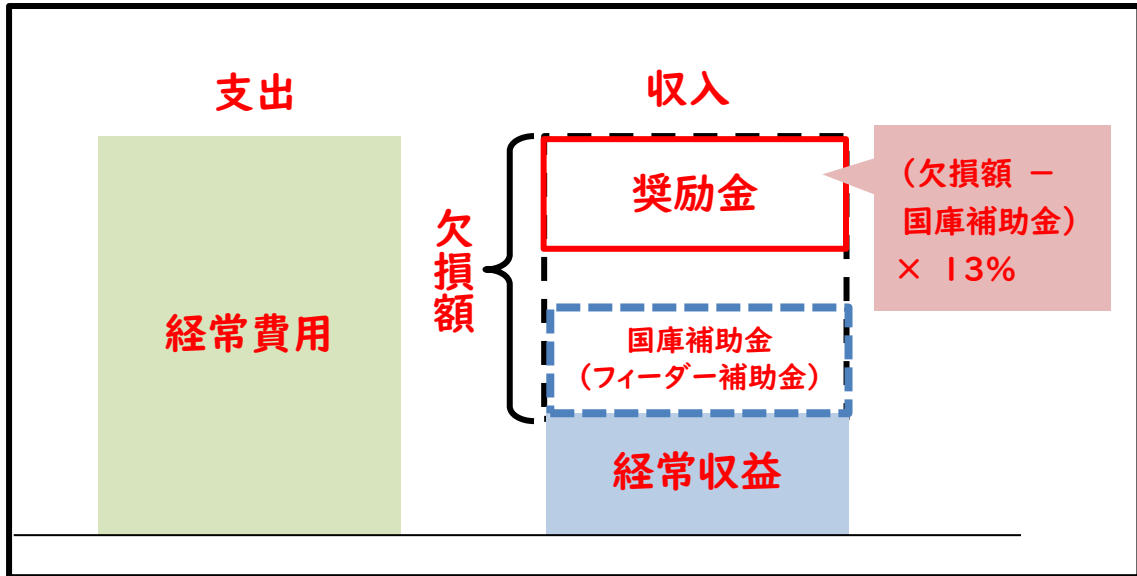 支出
経常費用
収入
欠損額
奨励金
国庫補助金
（フィーダー補助金）
経常収益
（欠損額 －
国庫補助金）
× 13%